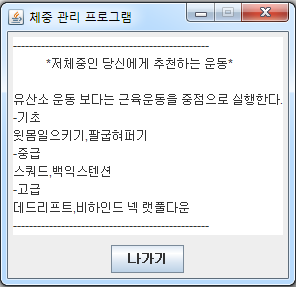 체중 관리 프로그램
--------------------------------------------------
*저체중인 당신에게 추천하는 운동*
유산소 운동 보다는 근육운동을 중점으로 실행한다.
-기초
윗몸일으키기,팔굽혀펴기
-중급
스쿼드,백익스텐션
-고급
데드리프트,비하인드 넥 랫풀다운
--------------------------------------------------
나가기